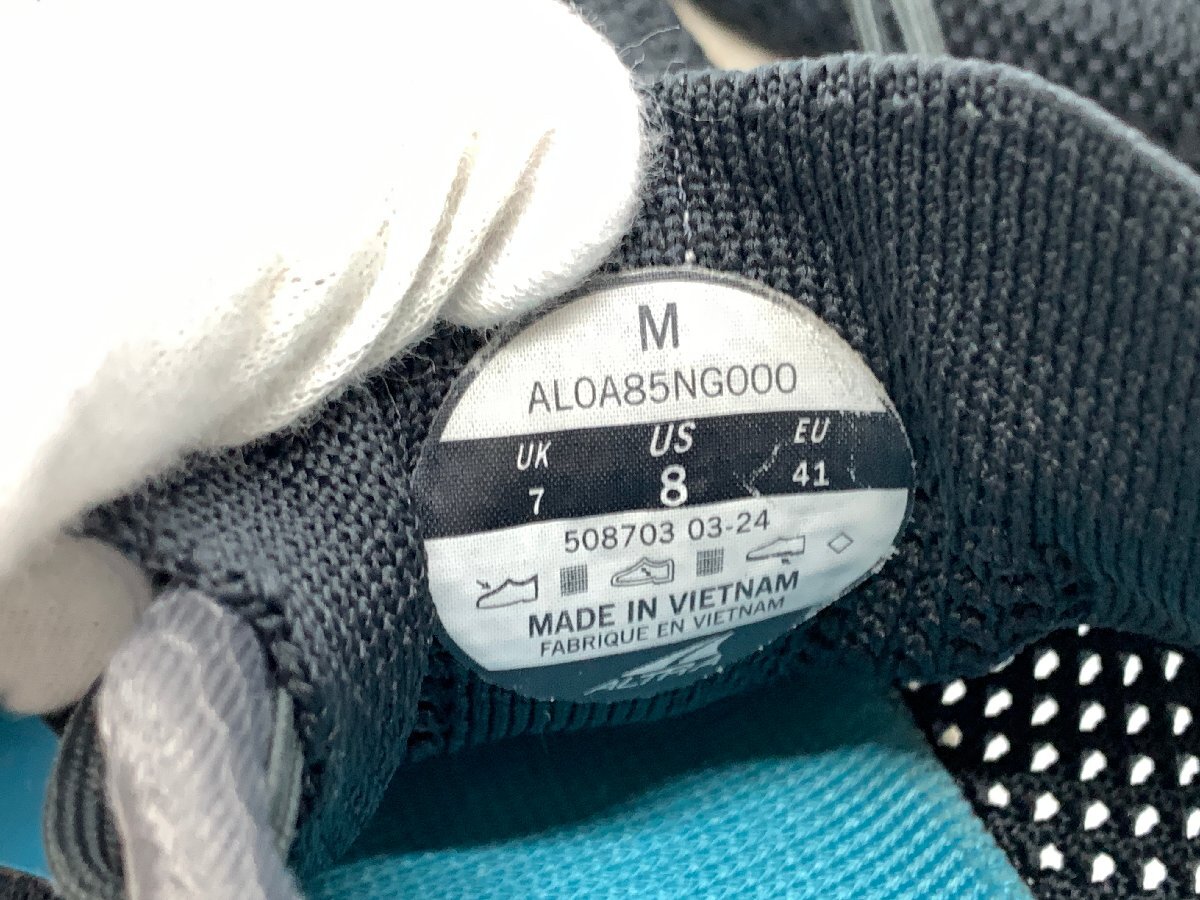 M
AL0A85NG000
UK US EU
7 8 41
508703 03-24
MADE IN VIETNAM
FABRIQUE EN VIETNAM